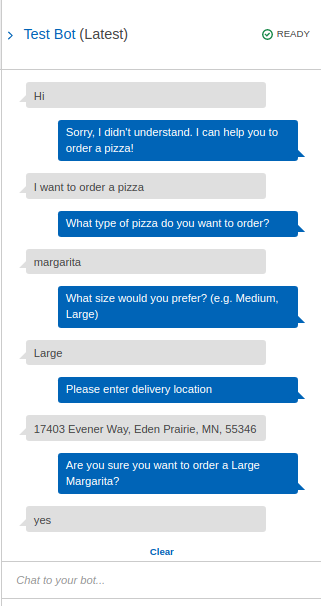 Test Bot (Latest)
READY
Hi
Sorry, I didn't understand. I can help you to
order a pizza!
I want to order a pizza
What type of pizza do you want to order?
margarita
What size would you prefer? (e.g. Medium,
Large)
Large
Please enter delivery location
17403 Evener Way, Eden Prairie, MN, 55346
Are you sure you want to order a Large
Margarita?
yes
Clear
Chat to your bot...